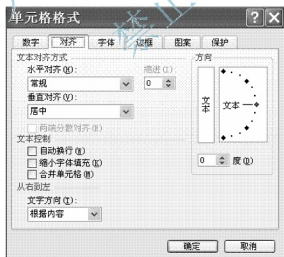 单元格格式
数字 对齐 字体 边框 图案 保护
文本对齐方式
水平对齐(H): 缩进(I):
常规 0
垂直对齐(V):
居中
两端分散对齐(E)
文本控制
自动换行(W)
缩小字体填充(K)
合并单元格(M)
从右到左
文字方向(T):
根据内容
方向
文本
文本
0 度(D)
确定 取消